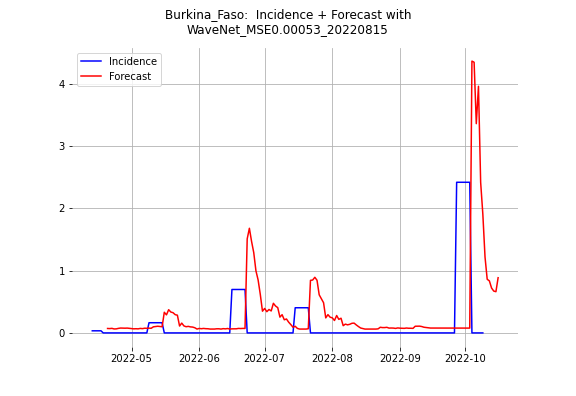 Burkina_Faso:  Incidence + Forecast with
WaveNet_MSE0.00053_20220815
Incidence
Forecast
4
3
2
1
0
2022-05 2022-06 2022-07 2022-08 2022-09 2022-10